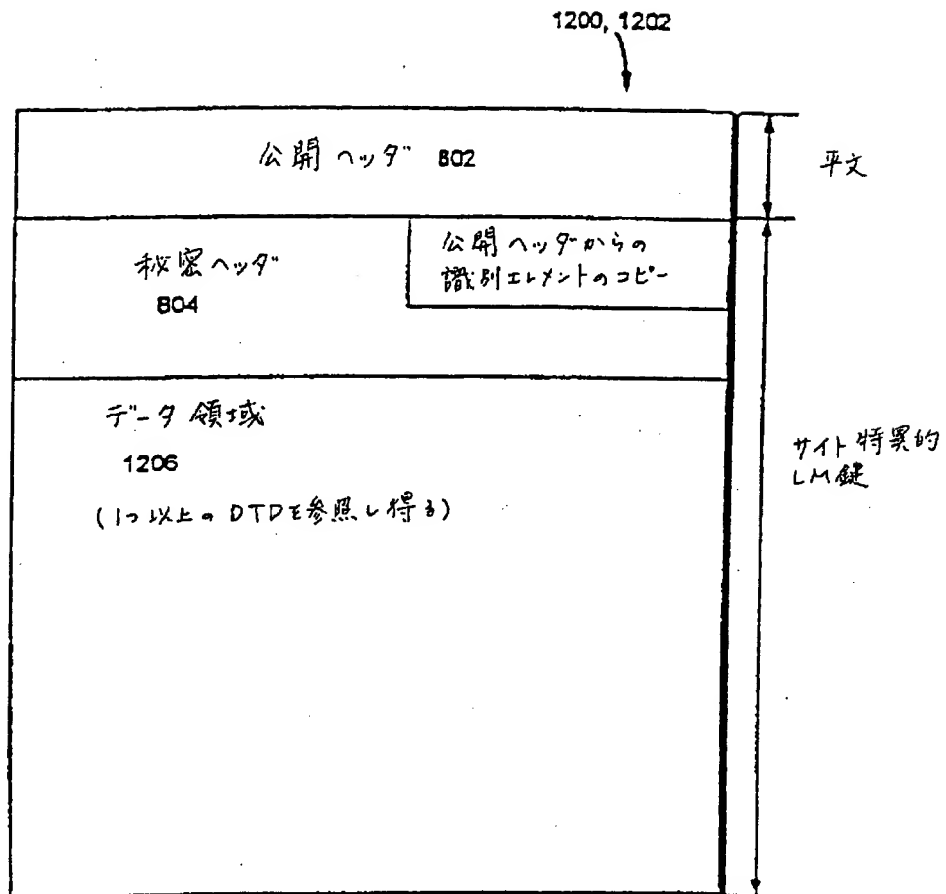 1200, 1202
公開ヘッダ 802
平文
秘密ヘッダ
804
公開ヘッダからの
識別エレメントのコピー
データ領域
1206
(1つ以上のDTDを参照し得る)
サイト特異的
LM鍵